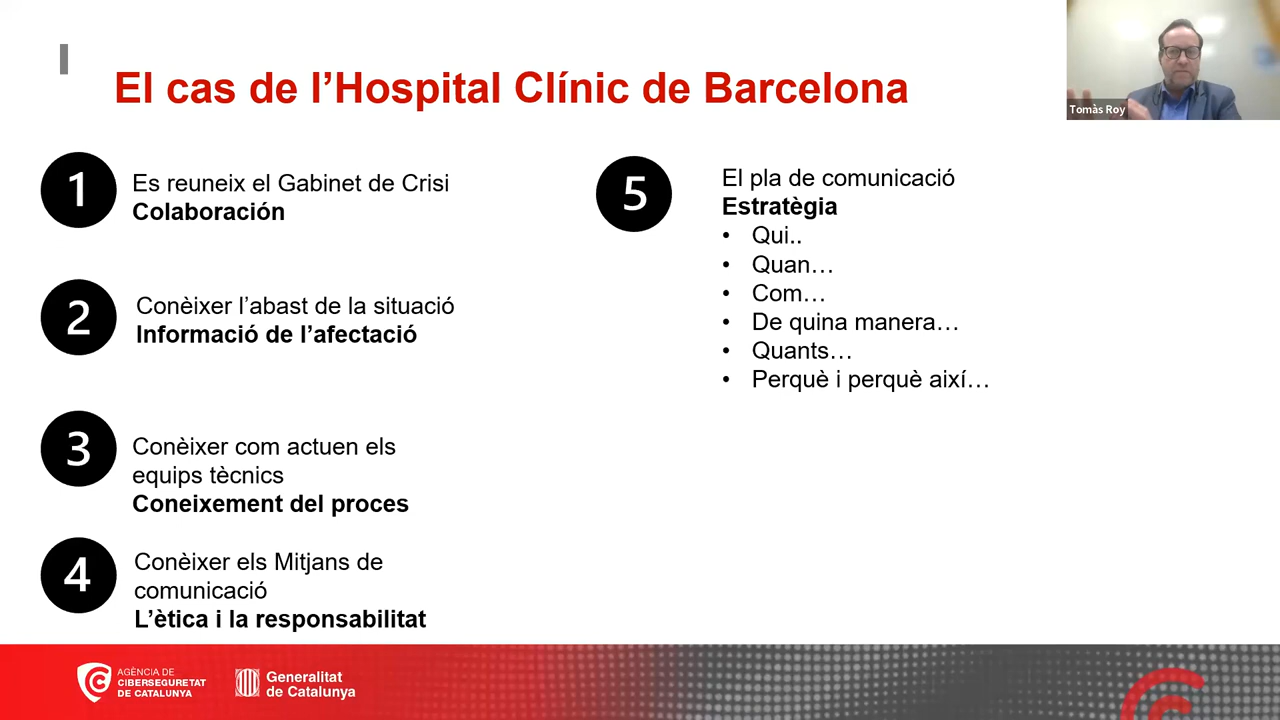 El cas de l’Hospital Clínic de Barcelona
Tomàs Roy
1
Es reuneix el Gabinet de Crisi
Colaboración
2
Conèixer l’abast de la situació
Informació de l’afectació
3
Conèixer com actuen els
equips tècnics
Coneixement del proces
4
Conèixer els Mitjans de
comunicació
L’ètica i la responsabilitat
5
El pla de comunicació
Estratègia
• Qui..
• Quan…
• Com…
• De quina manera…
• Quants…
• Perquè i perquè així…
AGÈNCIA DE
CIBERSEGURETAT
DE CATALUNYA
Generalitat
de Catalunya